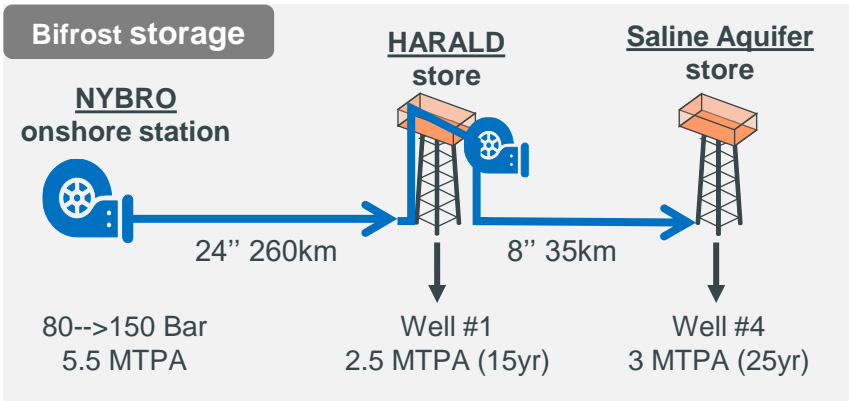 Bifrost storage
NYBRO
onshore station
HARALD
store
Saline Aquifer
store
24’’ 260km
8’’ 35km
80-->150 Bar
5.5 MTPA
Well #1
2.5 MTPA (15yr)
Well #4
3 MTPA (25yr)